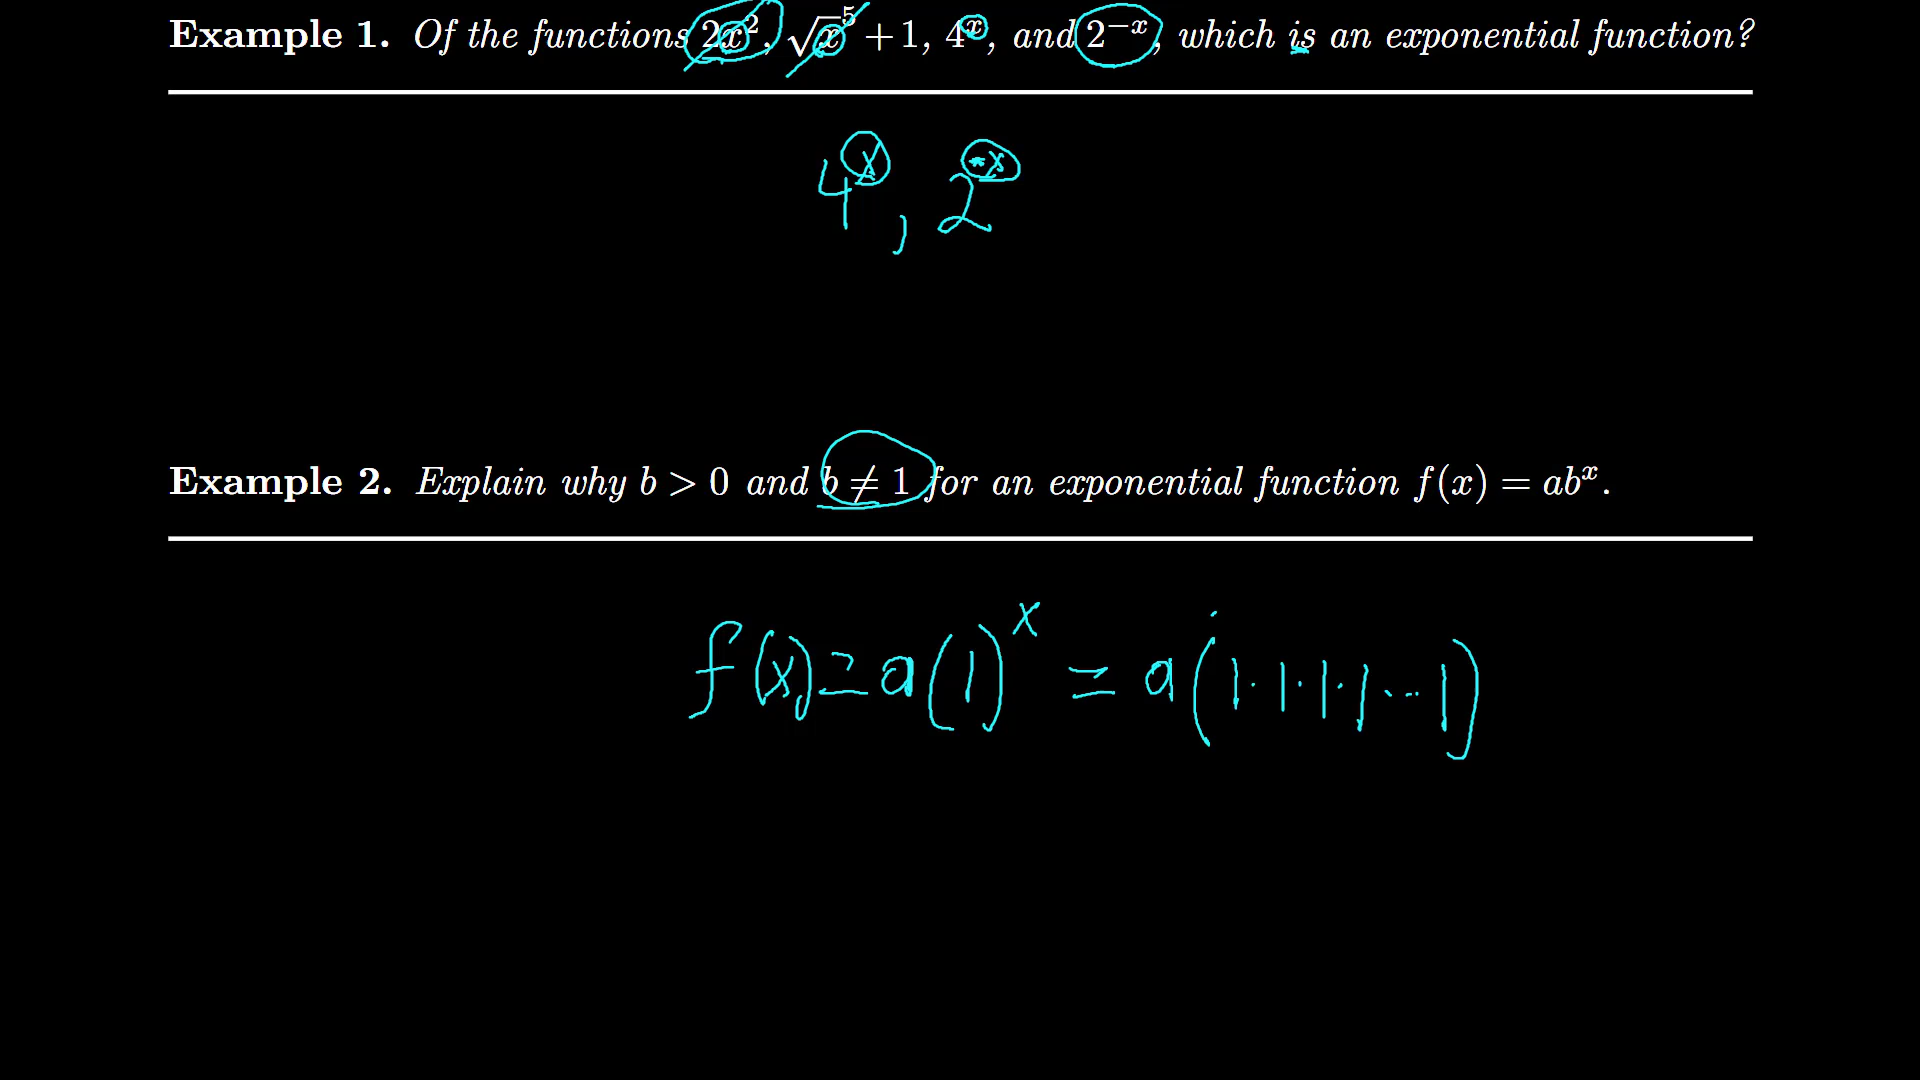 Example 1. Of the functions 2x², √x⁵ + 1, 4ˣ, and 2⁻ˣ, which is an exponential function?
4ˣ, 2⁻ˣ
Example 2. Explain why b > 0 and b ≠ 1 for an exponential function f(x) = abˣ.
f(x) = a(1)ˣ = a(1·1·1·1···1)